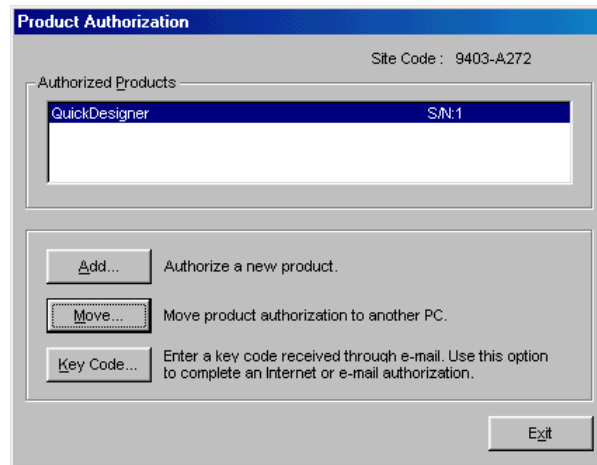 Product Authorization
Site Code : 9403-A272
Authorized Products
QuickDesigner S/N:1
Add... Authorize a new product.
Move... Move product authorization to another PC.
Key Code... Enter a key code received through e-mail. Use this option
to complete an Internet or e-mail authorization.
Exit